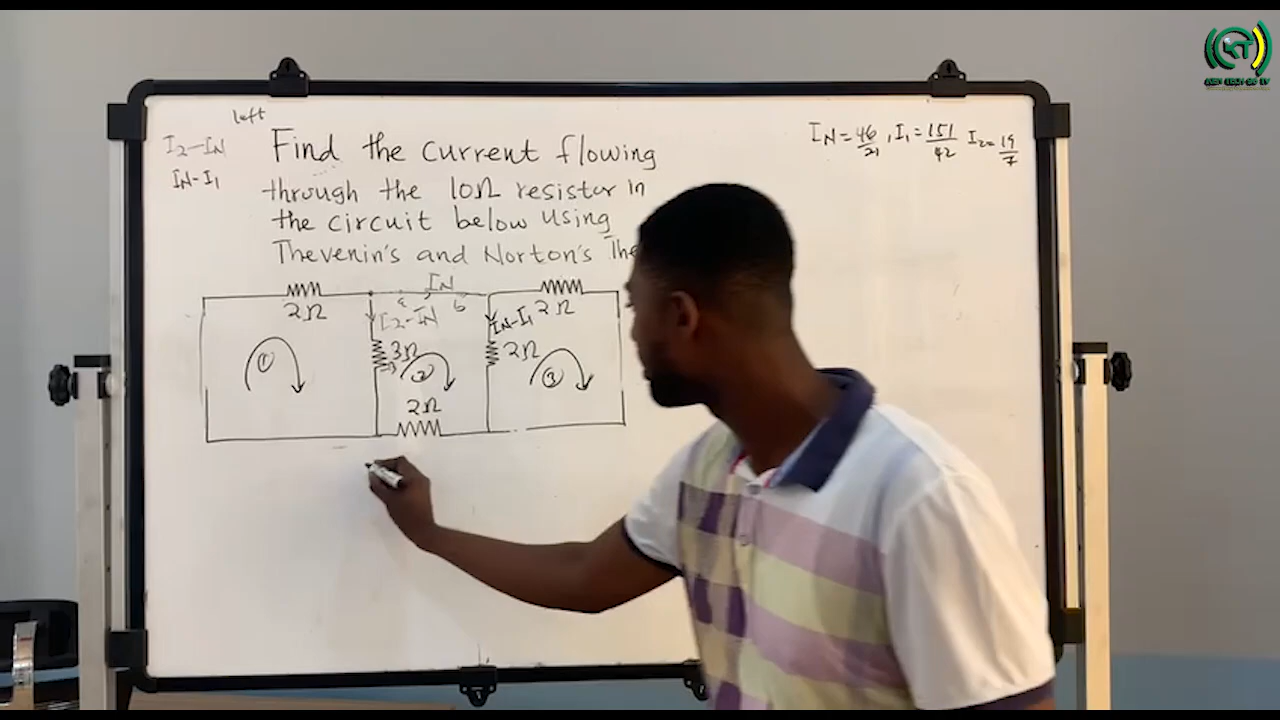 left
I2-IN
IN-I1
Find the current flowing
through the 10Ω resistor in
the circuit below using
Thevenin's and Norton's The
IN=46/21, I1=151/42 I2=19/7
IN
2Ω
a
b
2Ω
I2-IN
IN-I1
3Ω
2Ω
1
2
3
2Ω
KT